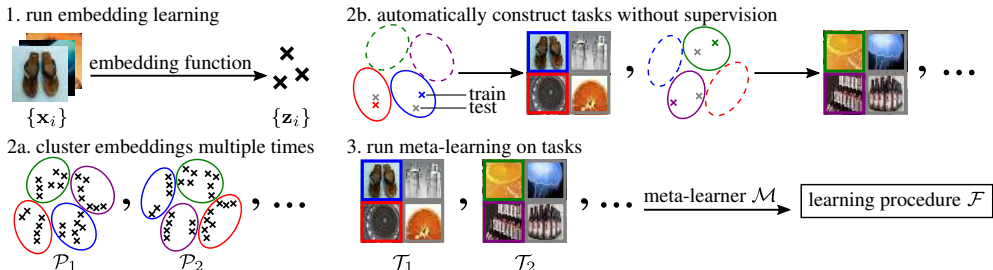 1. run embedding learning
embedding function
{x_i}
{z_i}
2a. cluster embeddings multiple times
, , ...
P_1
P_2
2b. automatically construct tasks without supervision
train
test
, , ...
3. run meta-learning on tasks
, , ...
meta-learner M
learning procedure F
T_1
T_2